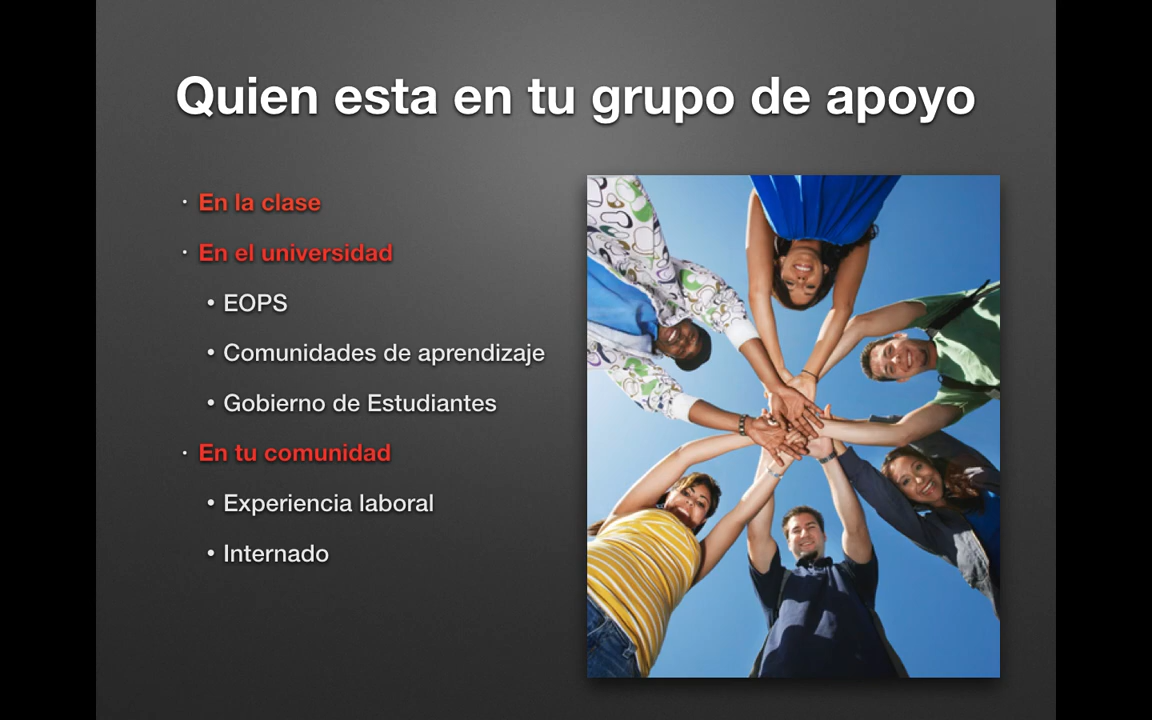 Quien esta en tu grupo de apoyo
· En la clase
· En el universidad
• EOPS
• Comunidades de aprendizaje
• Gobierno de Estudiantes
· En tu comunidad
• Experiencia laboral
• Internado